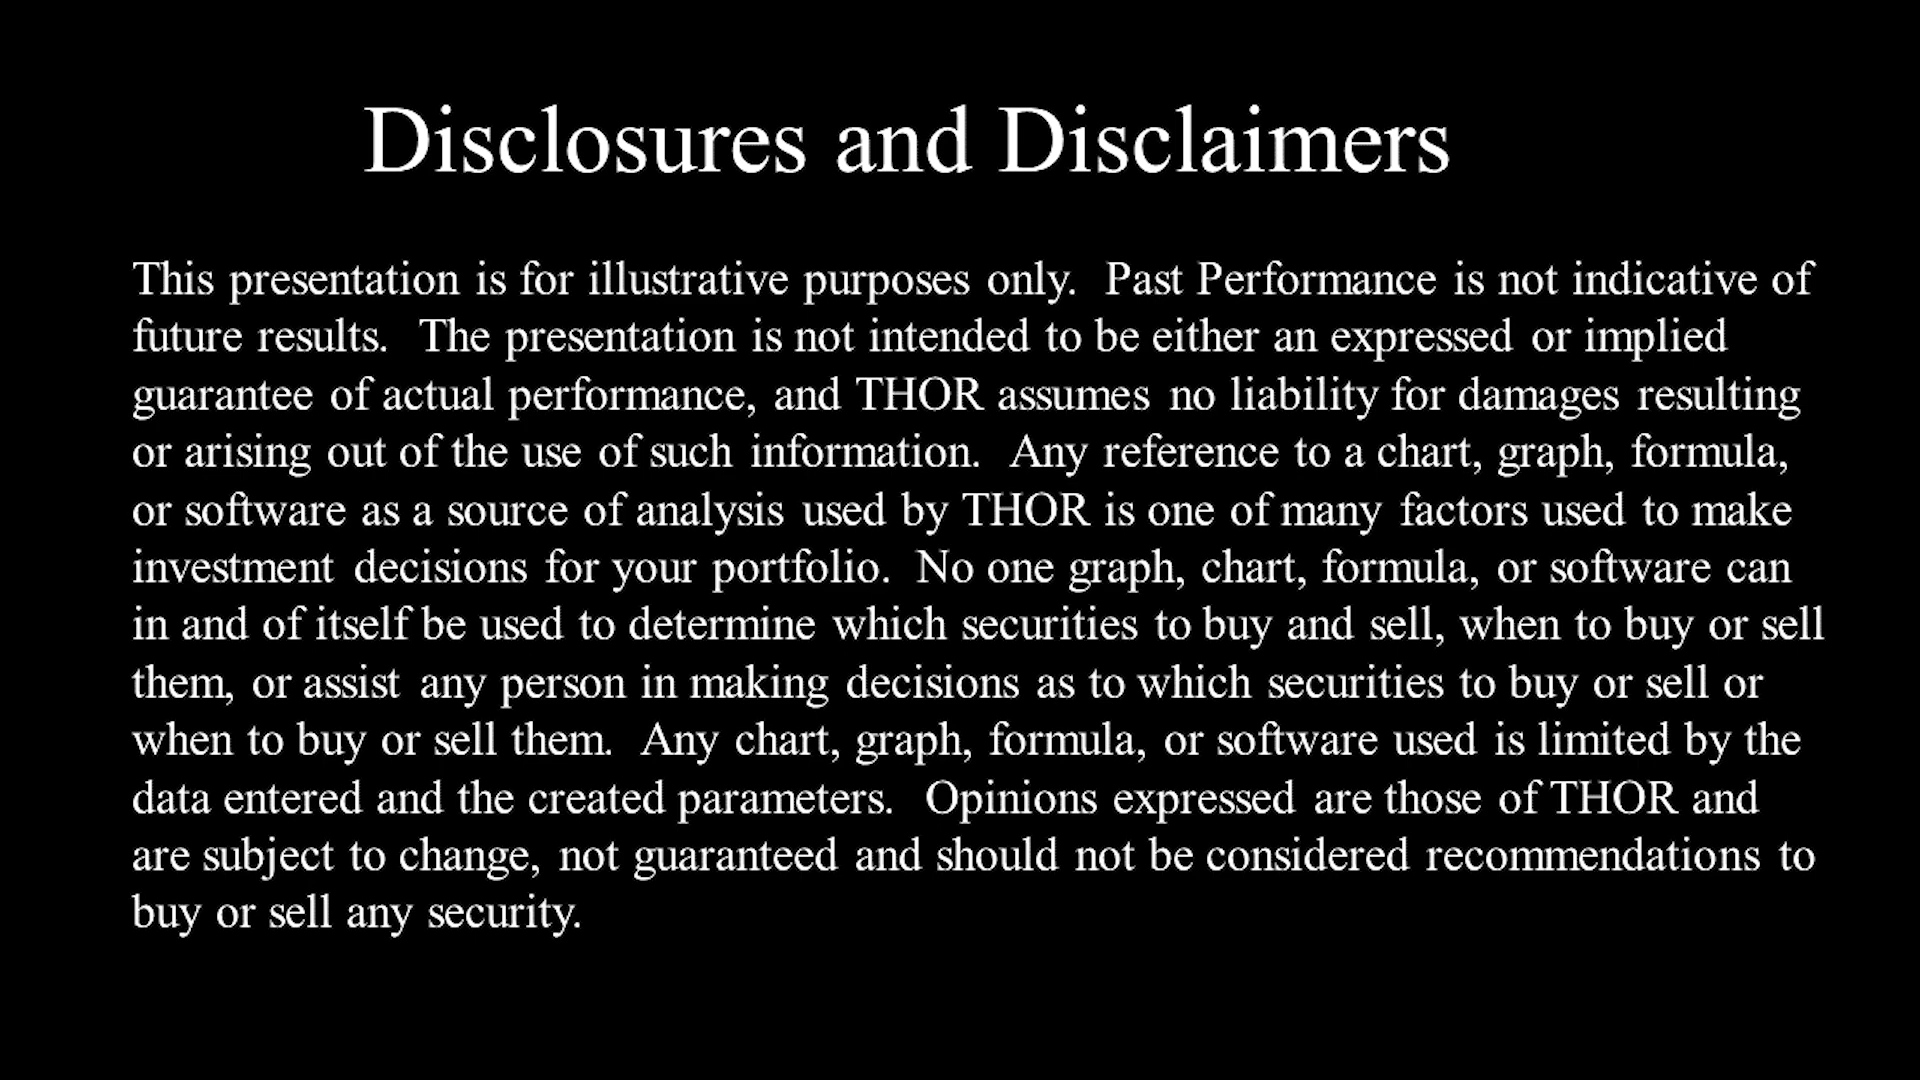 Disclosures and Disclaimers
This presentation is for illustrative purposes only.  Past Performance is not indicative of
future results.  The presentation is not intended to be either an expressed or implied
guarantee of actual performance, and THOR assumes no liability for damages resulting
or arising out of the use of such information.  Any reference to a chart, graph, formula,
or software as a source of analysis used by THOR is one of many factors used to make
investment decisions for your portfolio.  No one graph, chart, formula, or software can
in and of itself be used to determine which securities to buy and sell, when to buy or sell
them, or assist any person in making decisions as to which securities to buy or sell or
when to buy or sell them.  Any chart, graph, formula, or software used is limited by the
data entered and the created parameters.  Opinions expressed are those of THOR and
are subject to change, not guaranteed and should not be considered recommendations to
buy or sell any security.